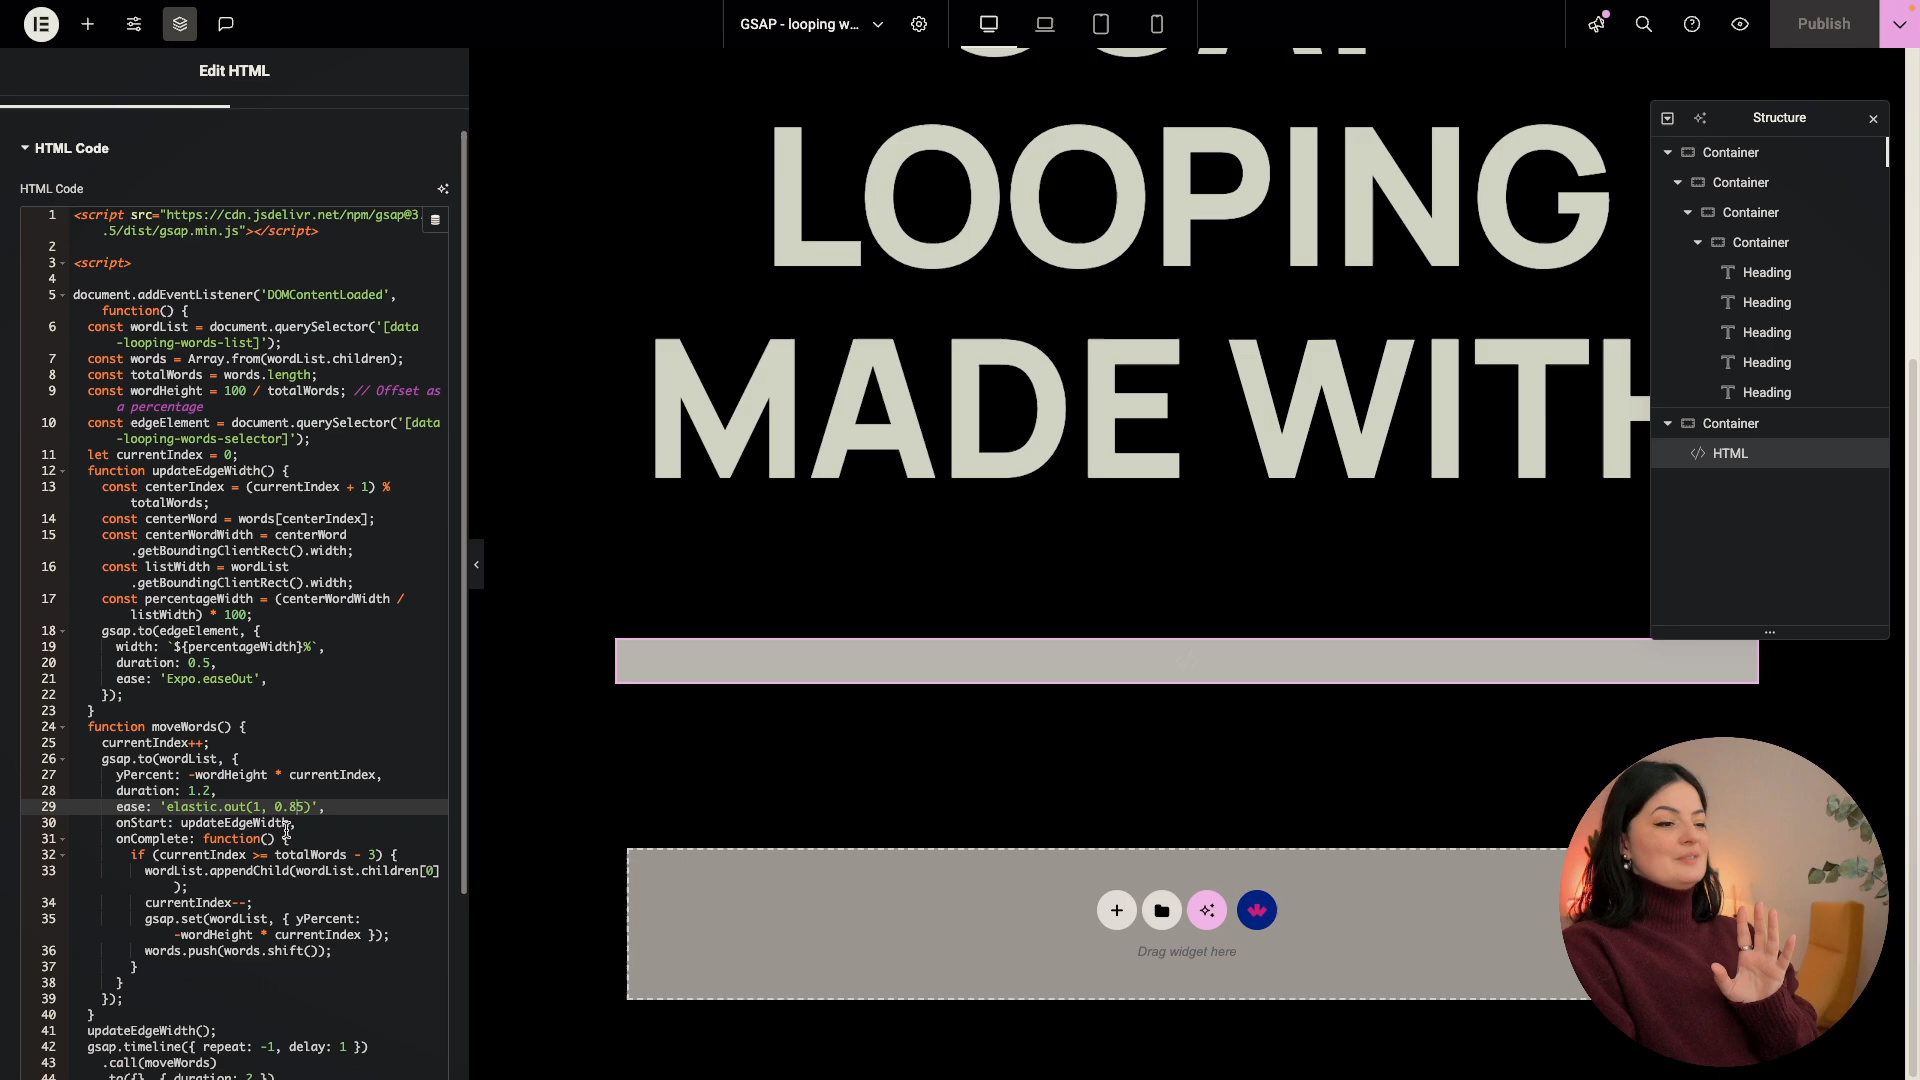 GSAP - looping w...
Publish
Edit HTML
HTML Code
HTML Code
1 <script src="https://cdn.jsdelivr.net/npm/gsap@3.
.5/dist/gsap.min.js"></script>
2
3 <script>
4
5 document.addEventListener('DOMContentLoaded',
function() {
6 const wordList = document.querySelector('[data
-looping-words-list]');
7 const words = Array.from(wordList.children);
8 const totalWords = words.length;
9 const wordHeight = 100 / totalWords; // Offset as
a percentage
10 const edgeElement = document.querySelector('[data
-looping-words-selector]');
11 let currentIndex = 0;
12 function updateEdgeWidth() {
13 const centerIndex = (currentIndex + 1) %
totalWords;
14 const centerWord = words[centerIndex];
15 const centerWordWidth = centerWord
.getBoundingClientRect().width;
16 const listWidth = wordList
.getBoundingClientRect().width;
17 const percentageWidth = (centerWordWidth /
listWidth) * 100;
18 gsap.to(edgeElement, {
19 width: `${percentageWidth}%`,
20 duration: 0.5,
21 ease: 'Expo.easeOut',
22 });
23 }
24 function moveWords() {
25 currentIndex++;
26 gsap.to(wordList, {
27 yPercent: -wordHeight * currentIndex,
28 duration: 1.2,
29 ease: 'elastic.out(1, 0.85)',
30 onStart: updateEdgeWidth,
31 onComplete: function() {
32 if (currentIndex >= totalWords - 3) {
33 wordList.appendChild(wordList.children[0]
);
34 currentIndex--;
35 gsap.set(wordList, { yPercent:
-wordHeight * currentIndex });
36 words.push(words.shift());
37 }
38 }
39 });
40 }
41 updateEdgeWidth();
42 gsap.timeline({ repeat: -1, delay: 1 })
43 .call(moveWords)
44 .to({}, { duration: 2 })
LOOPING
MADE WITH
Drag widget here
Structure
Container
Container
Container
Container
Heading
Heading
Heading
Heading
Heading
Container
HTML